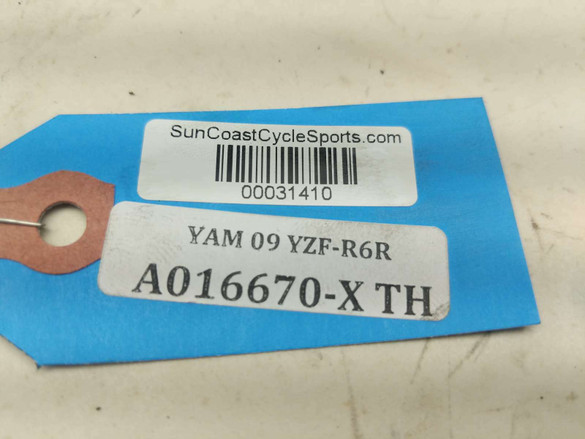 SunCoastCycleSports.com
00031410
YAM 09 YZF-R6R
A016670-X TH